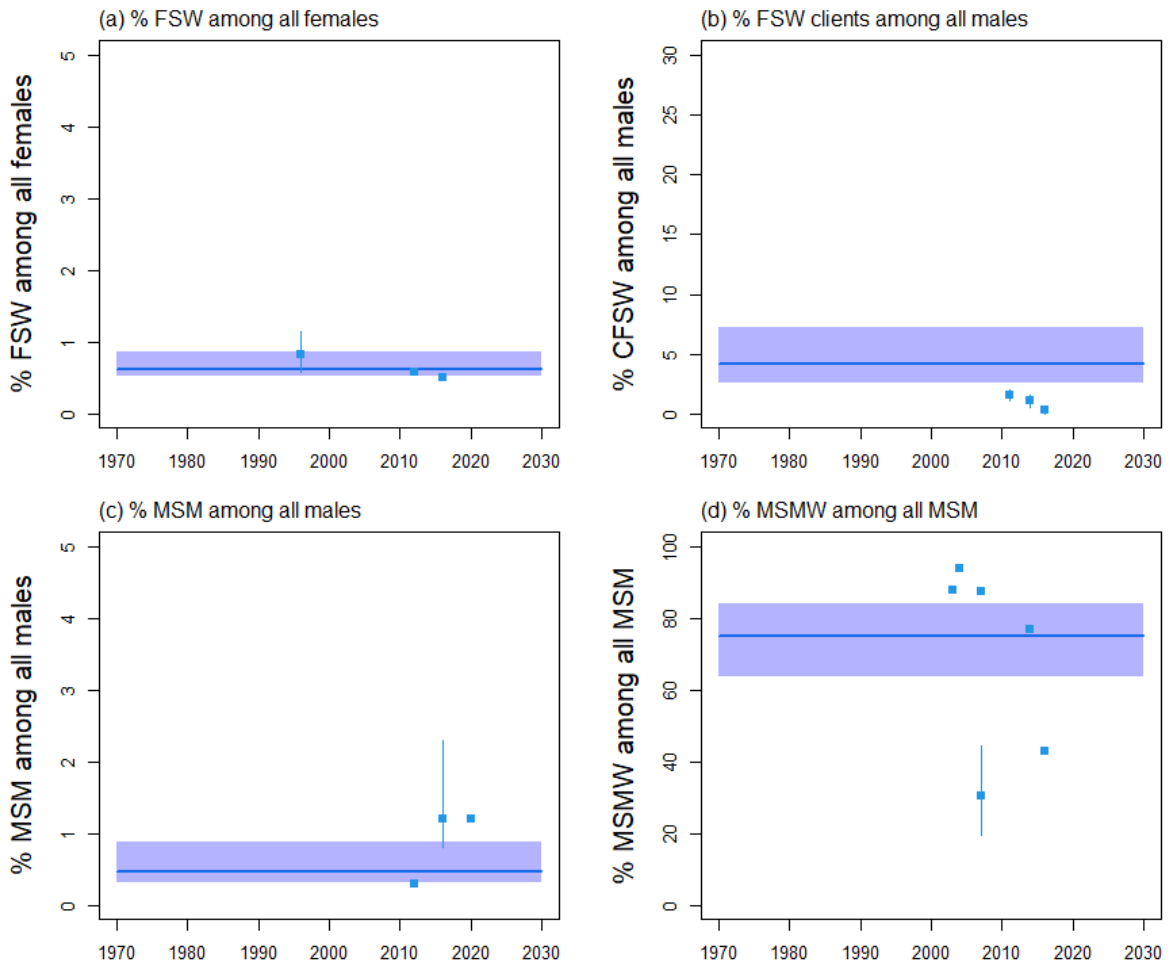 (a) % FSW among all females
% FSW among all females
5
4
3
2
1
0
1970 1980 1990 2000 2010 2020 2030
(b) % FSW clients among all males
% CFSW among all males
30
25
20
15
10
5
0
1970 1980 1990 2000 2010 2020 2030
(c) % MSM among all males
% MSM among all males
5
4
3
2
1
0
1970 1980 1990 2000 2010 2020 2030
(d) % MSMW among all MSM
% MSMW among all MSM
100
80
60
40
20
0
1970 1980 1990 2000 2010 2020 2030